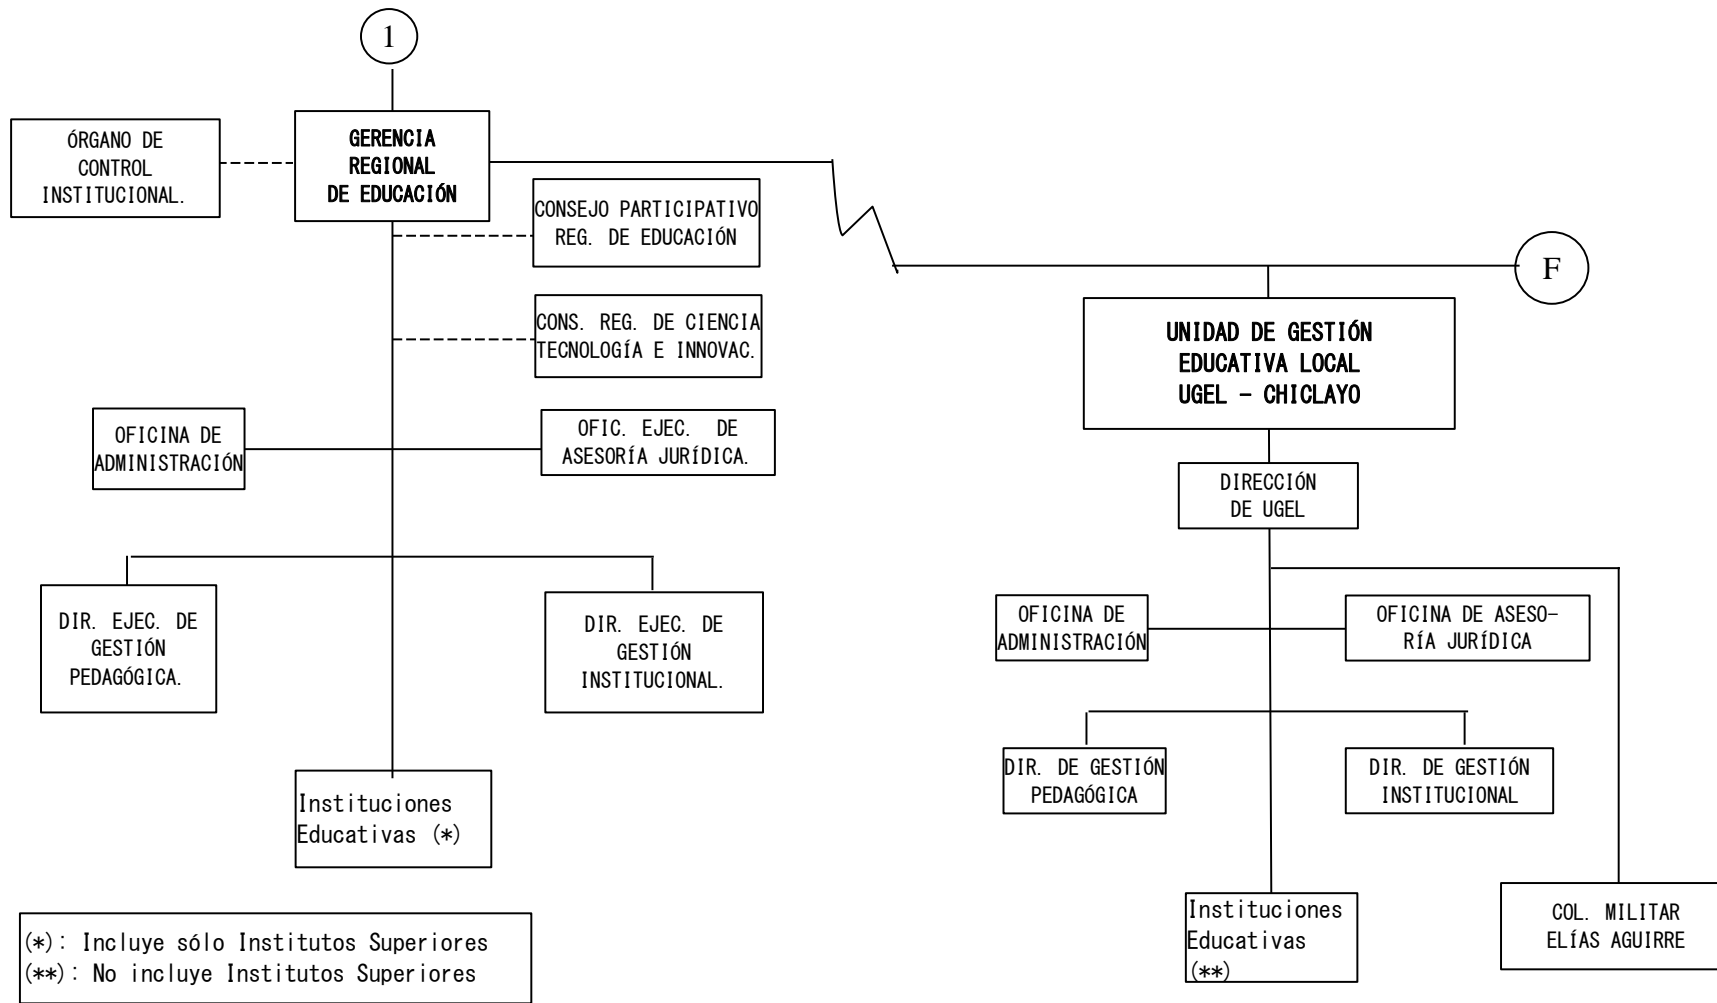 1
ÓRGANO DE
CONTROL
INSTITUCIONAL.
GERENCIA
REGIONAL
DE EDUCACIÓN
CONSEJO PARTICIPATIVO
REG. DE EDUCACIÓN
CONS. REG. DE CIENCIA
TECNOLOGÍA E INNOVAC.
OFICINA DE
ADMINISTRACIÓN
OFIC. EJEC. DE
ASESORÍA JURÍDICA.
DIR. EJEC. DE
GESTIÓN
PEDAGÓGICA.
DIR. EJEC. DE
GESTIÓN
INSTITUCIONAL.
Instituciones
Educativas (*)
(*): Incluye sólo Institutos Superiores
(**): No incluye Institutos Superiores
F
UNIDAD DE GESTIÓN
EDUCATIVA LOCAL
UGEL - CHICLAYO
DIRECCIÓN
DE UGEL
OFICINA DE
ADMINISTRACIÓN
OFICINA DE ASESO-
RÍA JURÍDICA
DIR. DE GESTIÓN
PEDAGÓGICA
DIR. DE GESTIÓN
INSTITUCIONAL
Instituciones
Educativas
(**)
COL. MILITAR
ELÍAS AGUIRRE